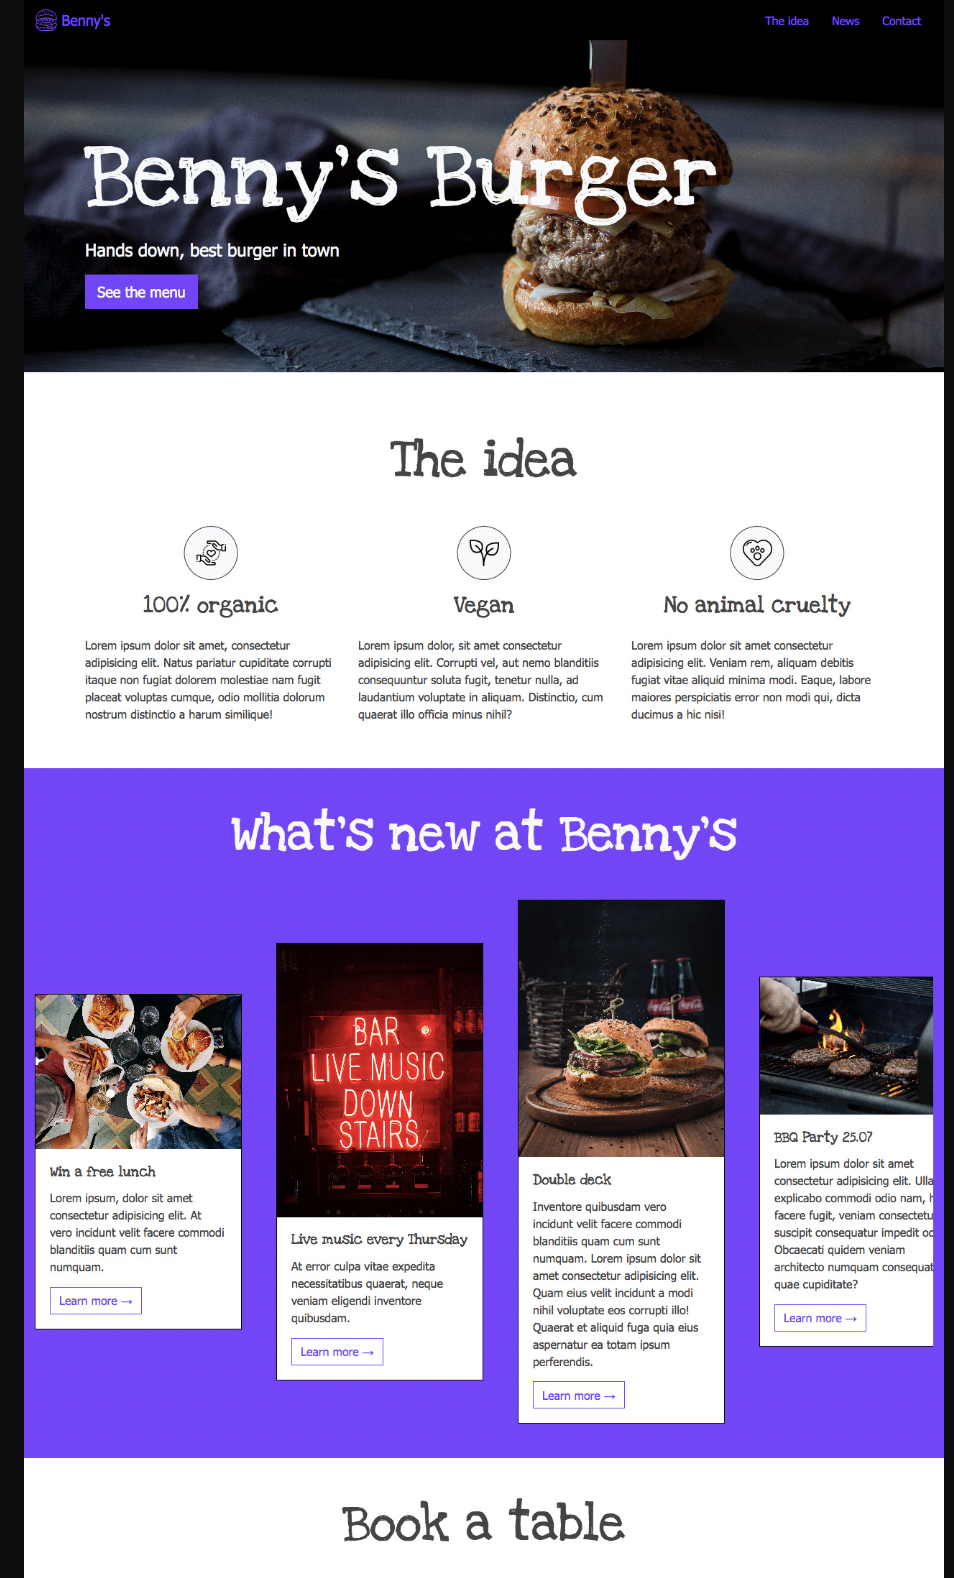 Benny's
The idea
News
Contact
Benny's Burger
Hands down, best burger in town
See the menu
The idea
100% organic
Lorem ipsum dolor sit amet, consectetur
adipisicing elit. Natus pariatur cupiditate corrupti
itaque non fugiat dolorem molestiae nam fugit
placeat voluptas cumque, odio mollitia dolorum
nostrum distinctio a harum similique!
Vegan
Lorem ipsum dolor, sit amet consectetur
adipisicing elit. Corrupti vel, aut nemo blanditiis
consequuntur soluta fugit, tenetur nulla, ad
laudantium voluptate in aliquam. Distinctio, cum
quaerat illo officia minus nihil?
No animal cruelty
Lorem ipsum dolor sit amet consectetur
adipisicing elit. Veniam rem, aliquam debitis
fugiat vitae aliquid minima modi. Eaque, labore
maiores perspiciatis error non modi qui, dicta
ducimus a hic nisi!
What's new at Benny's
Win a free lunch
Lorem ipsum, dolor sit amet
consectetur adipisicing elit. At
vero incidunt velit facere commodi
blanditiis quam cum sunt
numquam.
Learn more →
BAR
LIVE MUSIC
DOWN
STAIRS
Live music every Thursday
At error culpa vitae expedita
necessitatibus quaerat, neque
veniam eligendi inventore
quibusdam.
Learn more →
Coca-Cola
Double deck
Inventore quibusdam vero
incidunt velit facere commodi
blanditiis quam cum sunt
numquam. Lorem ipsum dolor sit
amet consectetur adipisicing elit.
Quam eius velit incidunt a modi
nihil voluptate eos corrupti illo!
Quaerat et aliquid fuga quia eius
aspernatur ea totam ipsum
perferendis.
Learn more →
BBQ Party 25.07
Lorem ipsum dolor sit amet
consectetur adipisicing elit. Ulla
explicabo commodi odio nam, h
facere fugit, veniam consectetu
suscipit consequatur impedit oc
Obcaecati quidem veniam
architecto numquam consequat
quae cupiditate?
Learn more →
Book a table